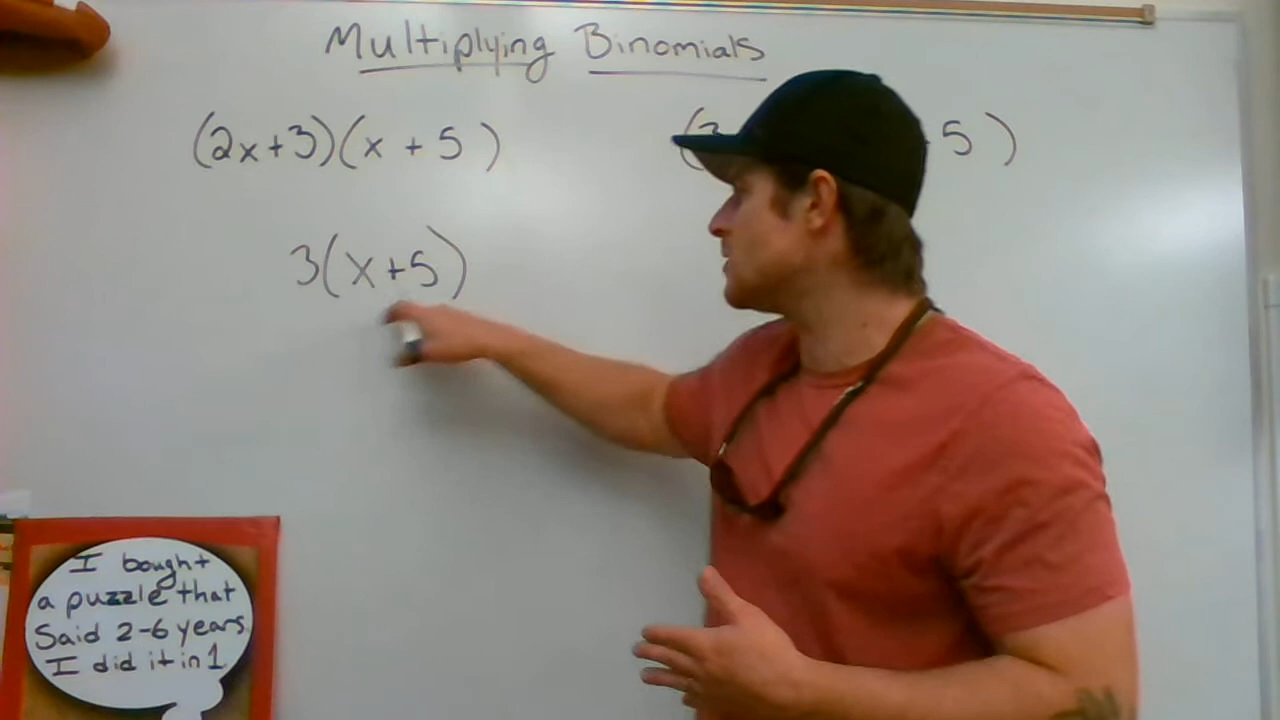 Multiplying Binomials
(2x+3)(x + 5)
5)
3(x+5)
I bought
a puzzle that
Said 2-6 years
I did it in 1